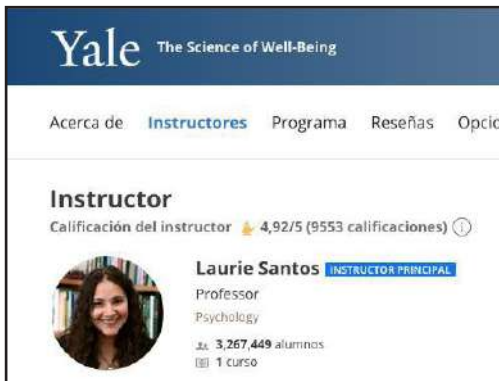 Yale The Science of Well-Being
Acerca de Instructores Programa Reseñas Opcio
Instructor
Calificación del instructor 4,92/5 (9553 calificaciones)
Laurie Santos INSTRUCTOR PRINCIPAL
Professor
Psychology
3,267,449 alumnos
1 curso